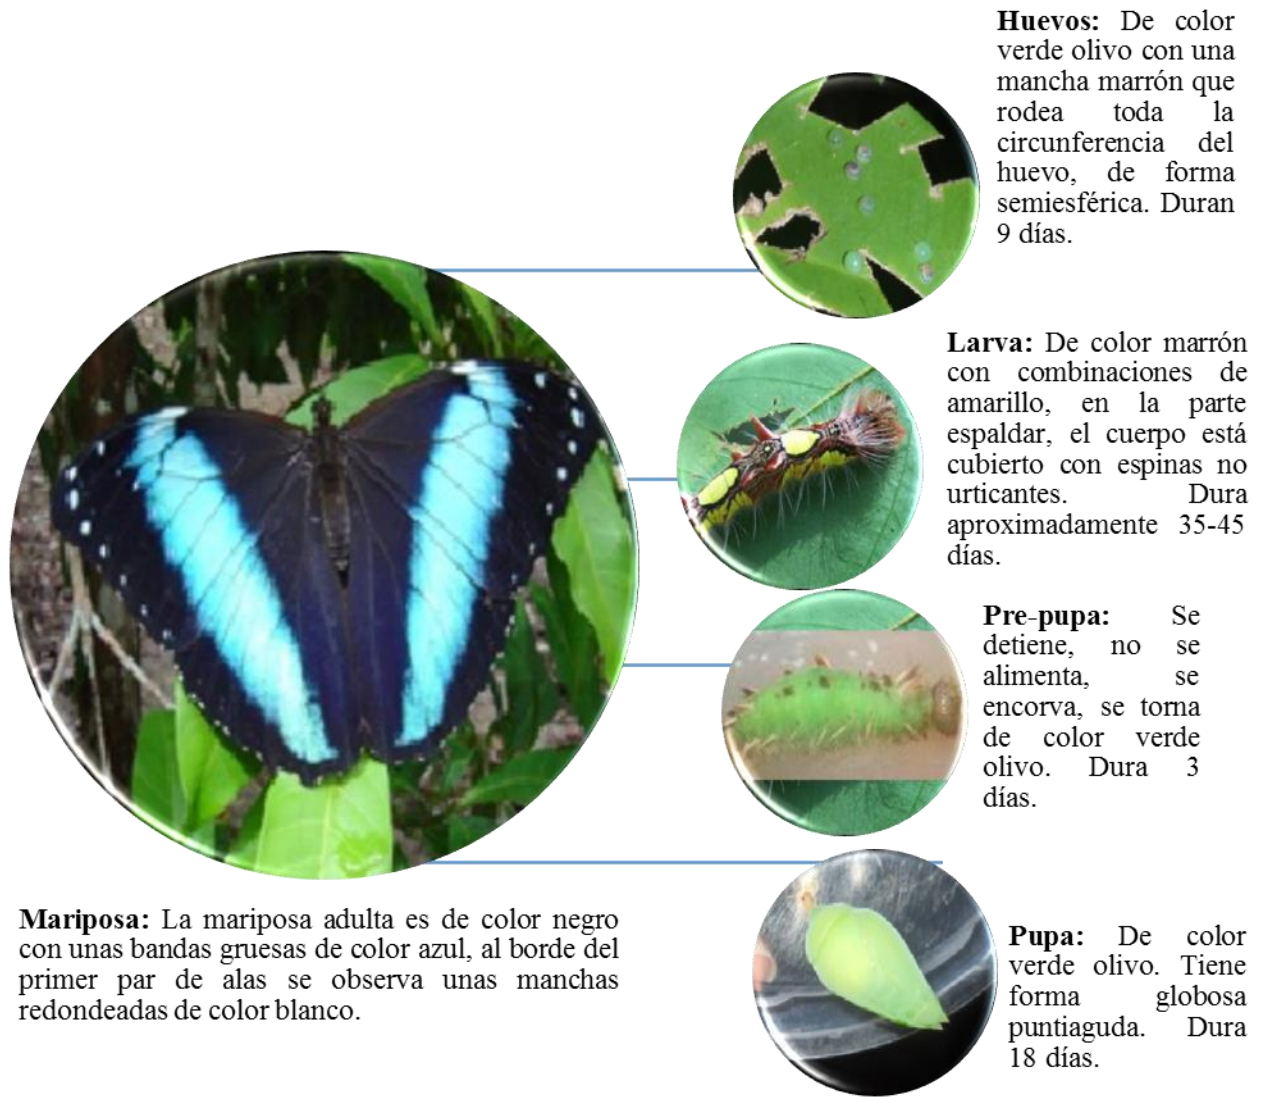 Huevos: De color
verde olivo con una
mancha marrón que
rodea toda la
circunferencia del
huevo, de forma
semiesférica. Duran
9 días.
Larva: De color marrón
con combinaciones de
amarillo, en la parte
espaldar, el cuerpo está
cubierto con espinas no
urticantes. Dura
aproximadamente 35-45
días.
Pre-pupa: Se
detiene, no se
alimenta, se
encorva, se torna
de color verde
olivo. Dura 3
días.
Mariposa: La mariposa adulta es de color negro
con unas bandas gruesas de color azul, al borde del
primer par de alas se observa unas manchas
redondeadas de color blanco.
Pupa: De color
verde olivo. Tiene
forma globosa
puntiaguda. Dura
18 días.